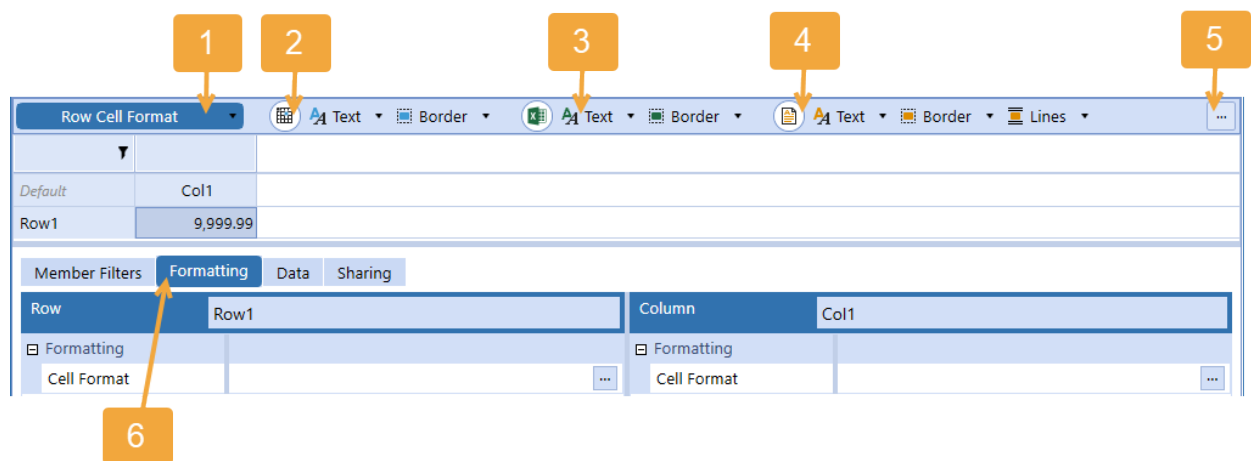 1 2 3 4 5
Row Cell Format Text Border Text Border Text Border Lines ...
Default Col1
Row1 9,999.99
Member Filters Formatting Data Sharing
Row Row1 Column Col1
Formatting Formatting
Cell Format ... Cell Format ...
6